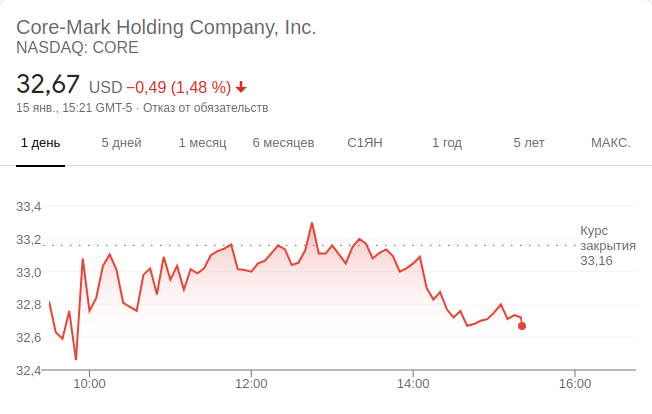 Core-Mark Holding Company, Inc.
NASDAQ: CORE
32,67 USD −0,49 (1,48 %)
15 янв., 15:21 GMT-5 · Отказ от обязательств
1 день 5 дней 1 месяц 6 месяцев С1ЯН 1 год 5 лет МАКС.
33,4
33,2
33,0
32,8
32,6
32,4
Курс
закрытия
33,16
10:00 12:00 14:00 16:00